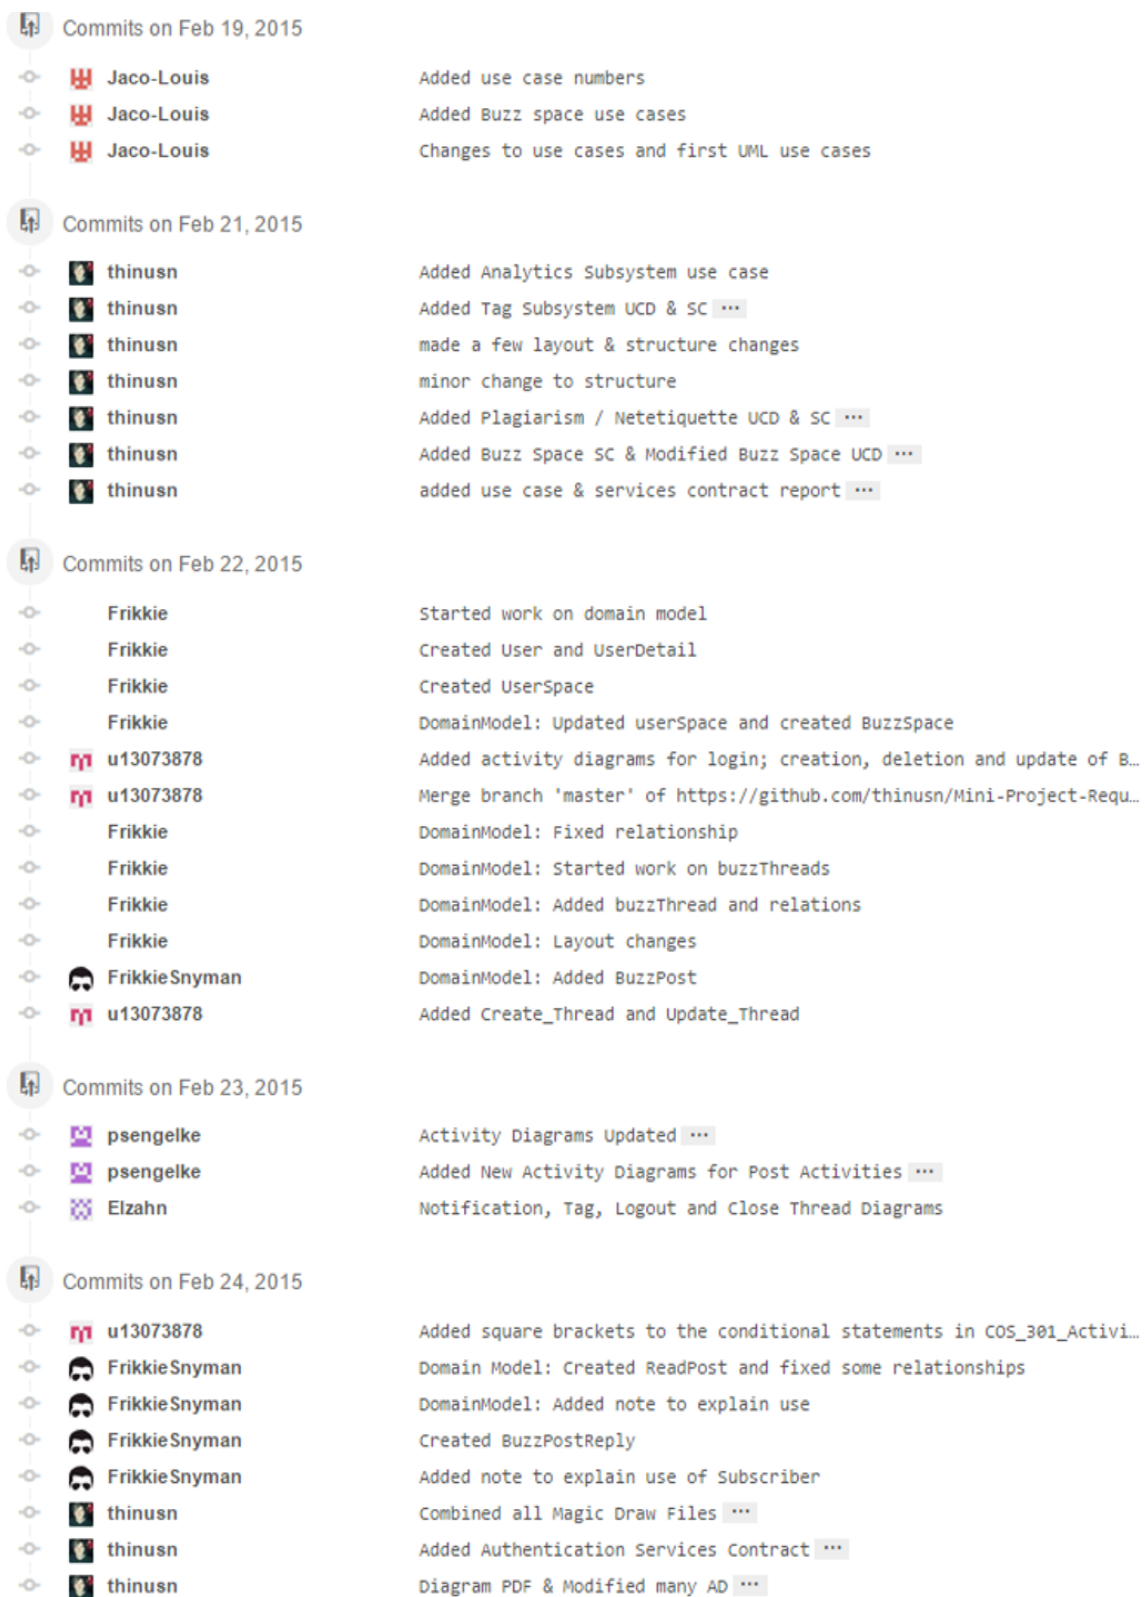 Commits on Feb 19, 2015
Jaco-Louis Added use case numbers
Jaco-Louis Added Buzz space use cases
Jaco-Louis Changes to use cases and first UML use cases
Commits on Feb 21, 2015
thinusn Added Analytics Subsystem use case
thinusn Added Tag Subsystem UCD & SC ...
thinusn made a few layout & structure changes
thinusn minor change to structure
thinusn Added Plagiarism / Netetiquette UCD & SC ...
thinusn Added Buzz Space SC & Modified Buzz Space UCD ...
thinusn added use case & services contract report ...
Commits on Feb 22, 2015
Frikkie Started work on domain model
Frikkie Created User and UserDetail
Frikkie Created UserSpace
Frikkie DomainModel: Updated userSpace and created BuzzSpace
u13073878 Added activity diagrams for login; creation, deletion and update of B…
u13073878 Merge branch 'master' of https://github.com/thinusn/Mini-Project-Requ…
Frikkie DomainModel: Fixed relationship
Frikkie DomainModel: Started work on buzzThreads
Frikkie DomainModel: Added buzzThread and relations
Frikkie DomainModel: Layout changes
FrikkieSnyman DomainModel: Added BuzzPost
u13073878 Added Create_Thread and Update_Thread
Commits on Feb 23, 2015
psengelke Activity Diagrams Updated ...
psengelke Added New Activity Diagrams for Post Activities ...
Elzahn Notification, Tag, Logout and Close Thread Diagrams
Commits on Feb 24, 2015
u13073878 Added square brackets to the conditional statements in COS_301_Activi…
FrikkieSnyman Domain Model: Created ReadPost and fixed some relationships
FrikkieSnyman DomainModel: Added note to explain use
FrikkieSnyman Created BuzzPostReply
FrikkieSnyman Added note to explain use of Subscriber
thinusn Combined all Magic Draw Files ...
thinusn Added Authentication Services Contract ...
thinusn Diagram PDF & Modified many AD ...